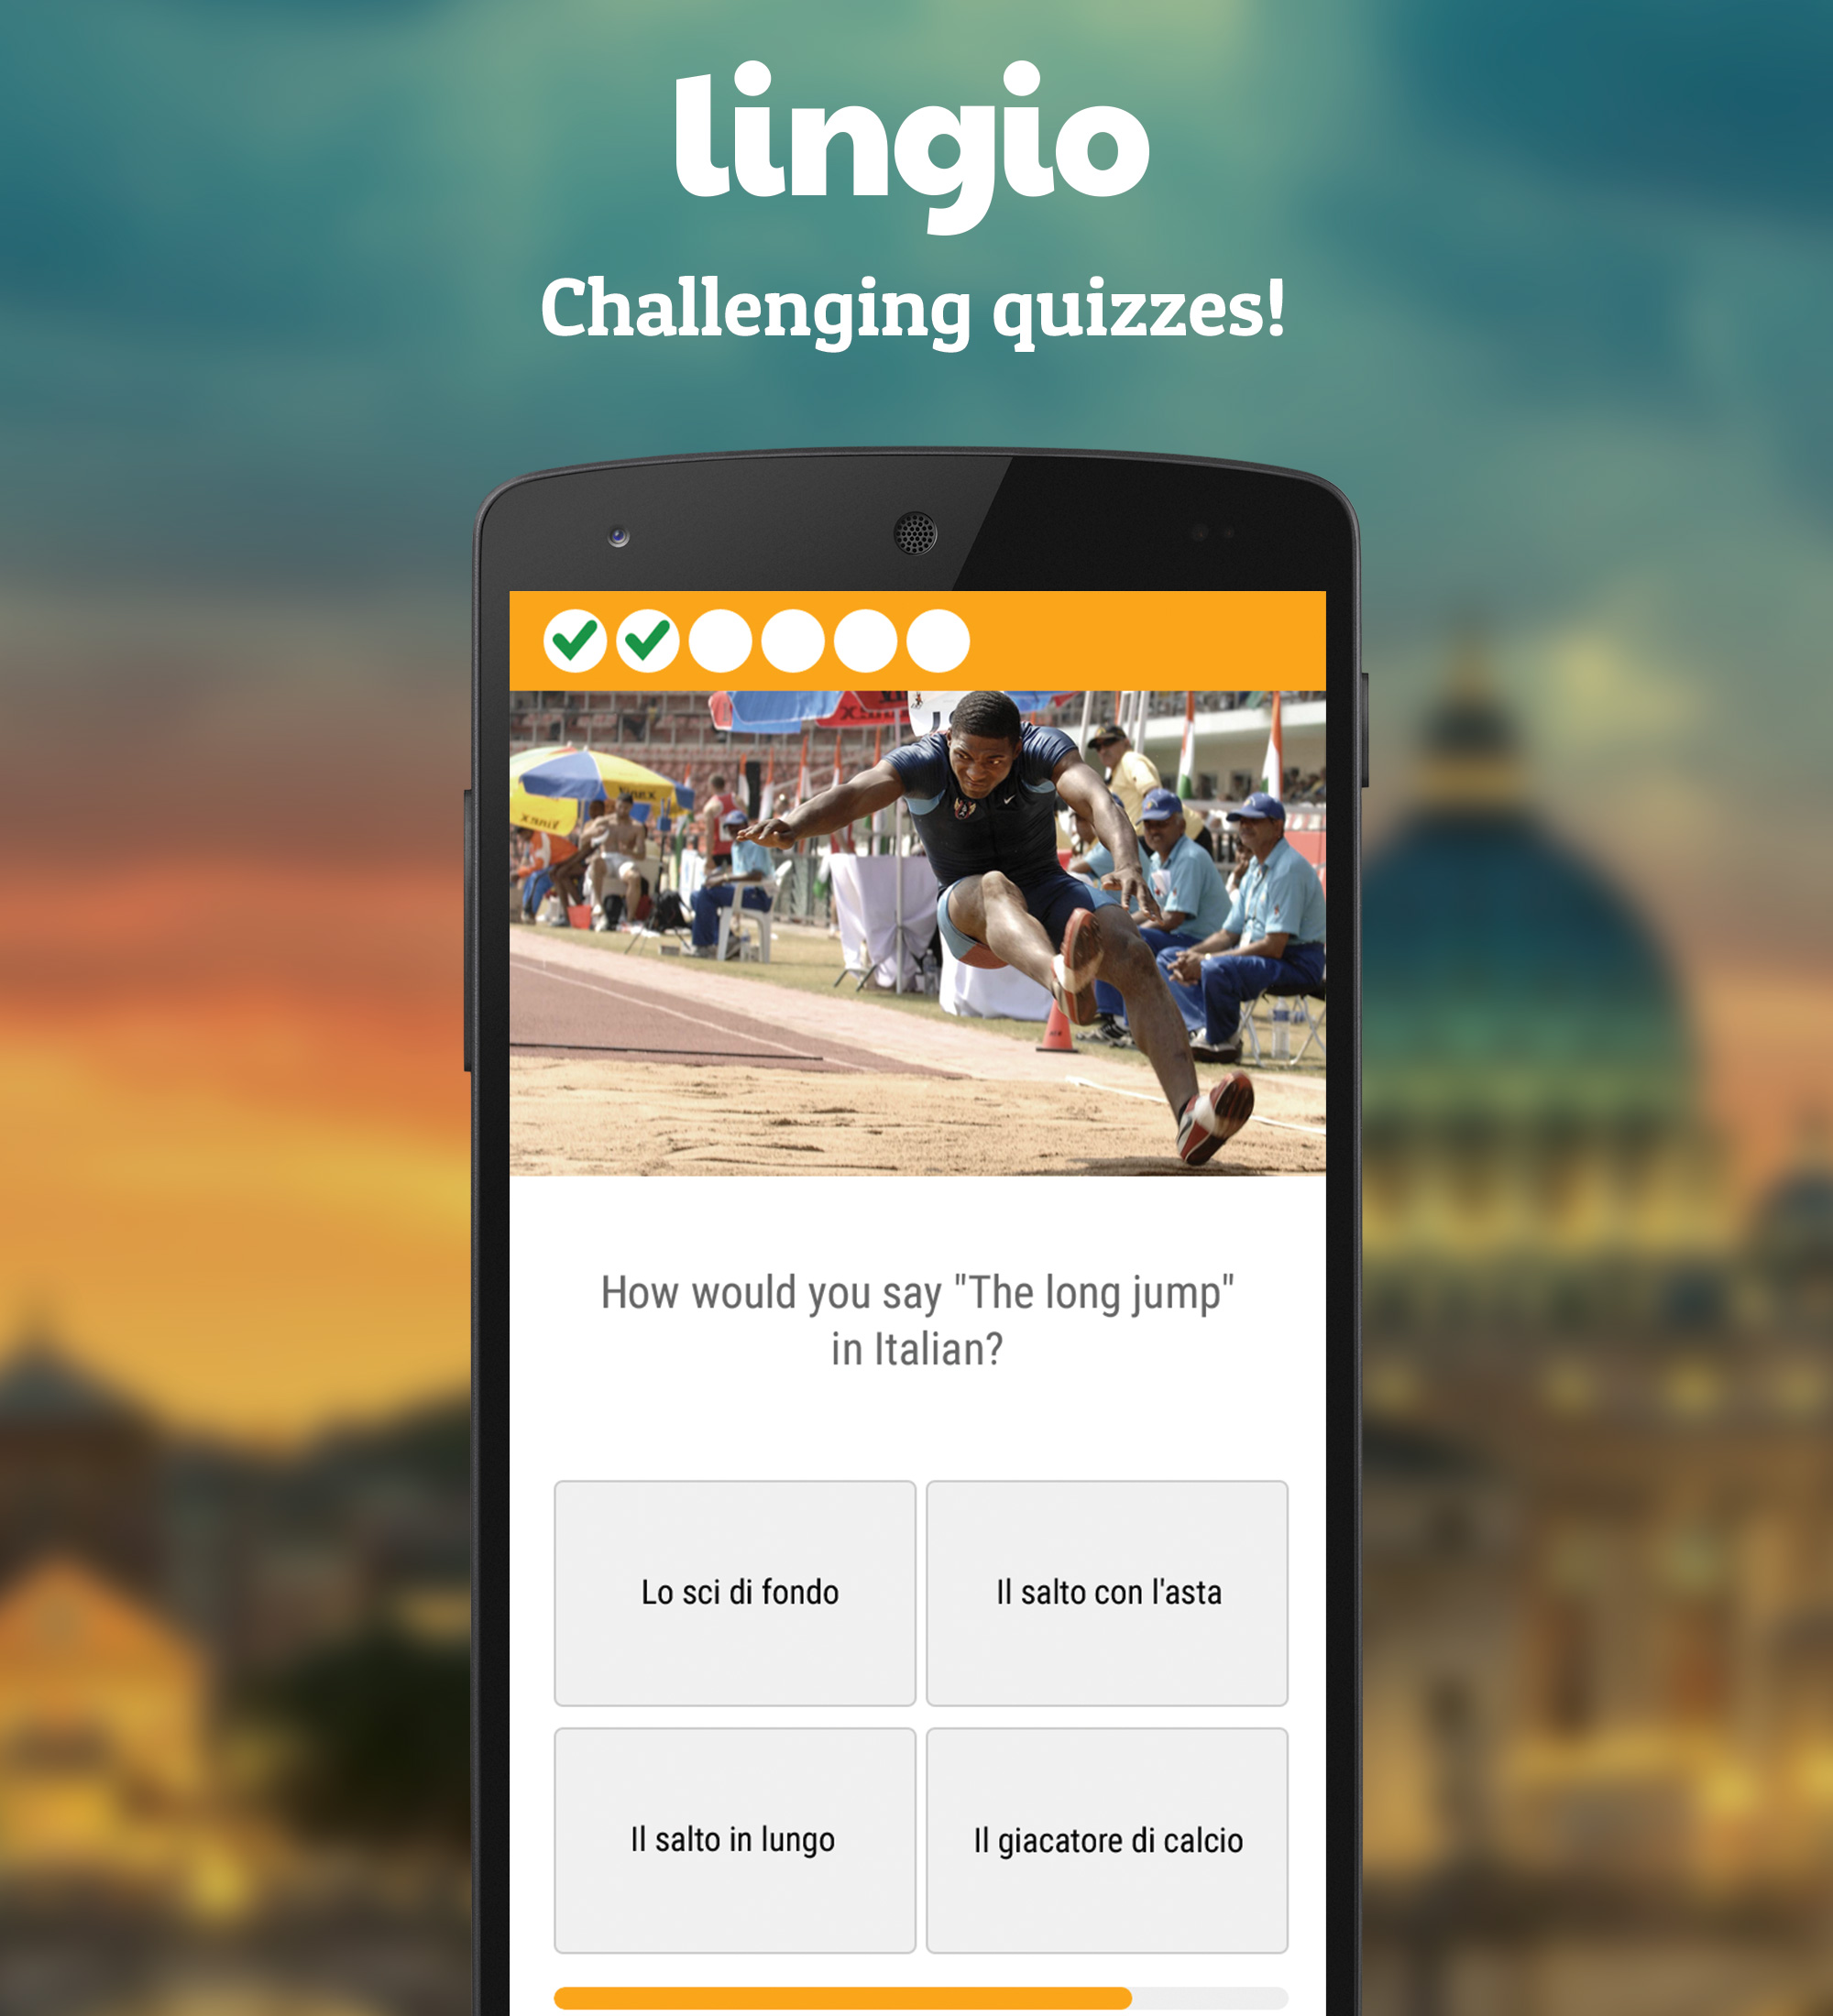 lingio
Challenging quizzes!
Vinex
How would you say "The long jump"
in Italian?
Lo sci di fondo
Il salto con l'asta
Il salto in lungo
Il giacatore di calcio